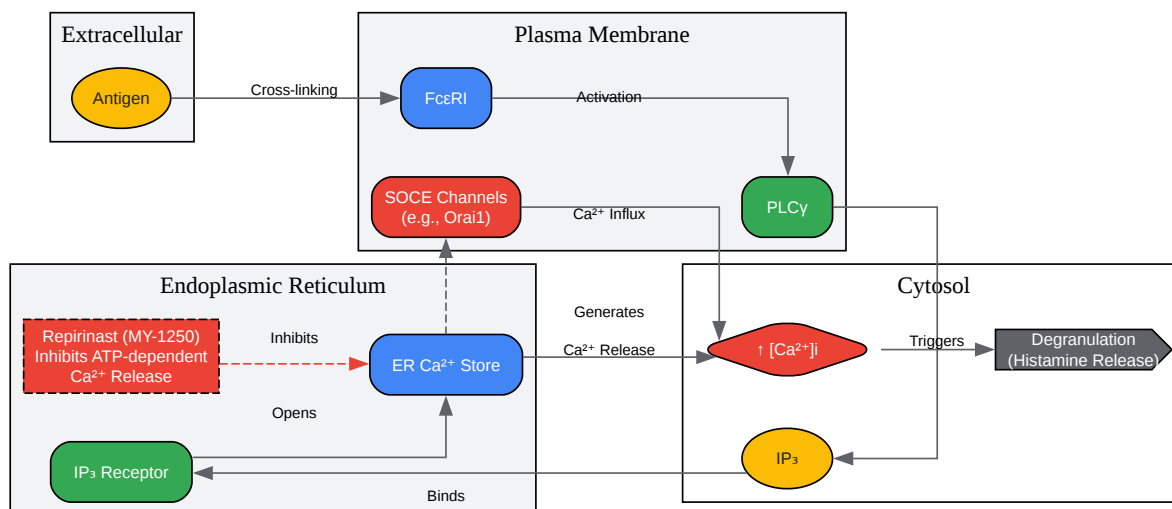 Extracellular
Plasma Membrane
Antigen
Cross-linking
FcεRI
Activation
SOCE Channels
(e.g., Orai1)
Ca²⁺ Influx
PLCγ
Endoplasmic Reticulum
Cytosol
Repirinast (MY-1250)
Inhibits ATP-dependent
Ca²⁺ Release
Inhibits
ER Ca²⁺ Store
Generates
Ca²⁺ Release
↑ [Ca²⁺]i
Triggers
Degranulation
(Histamine Release)
Opens
IP₃ Receptor
Binds
IP₃